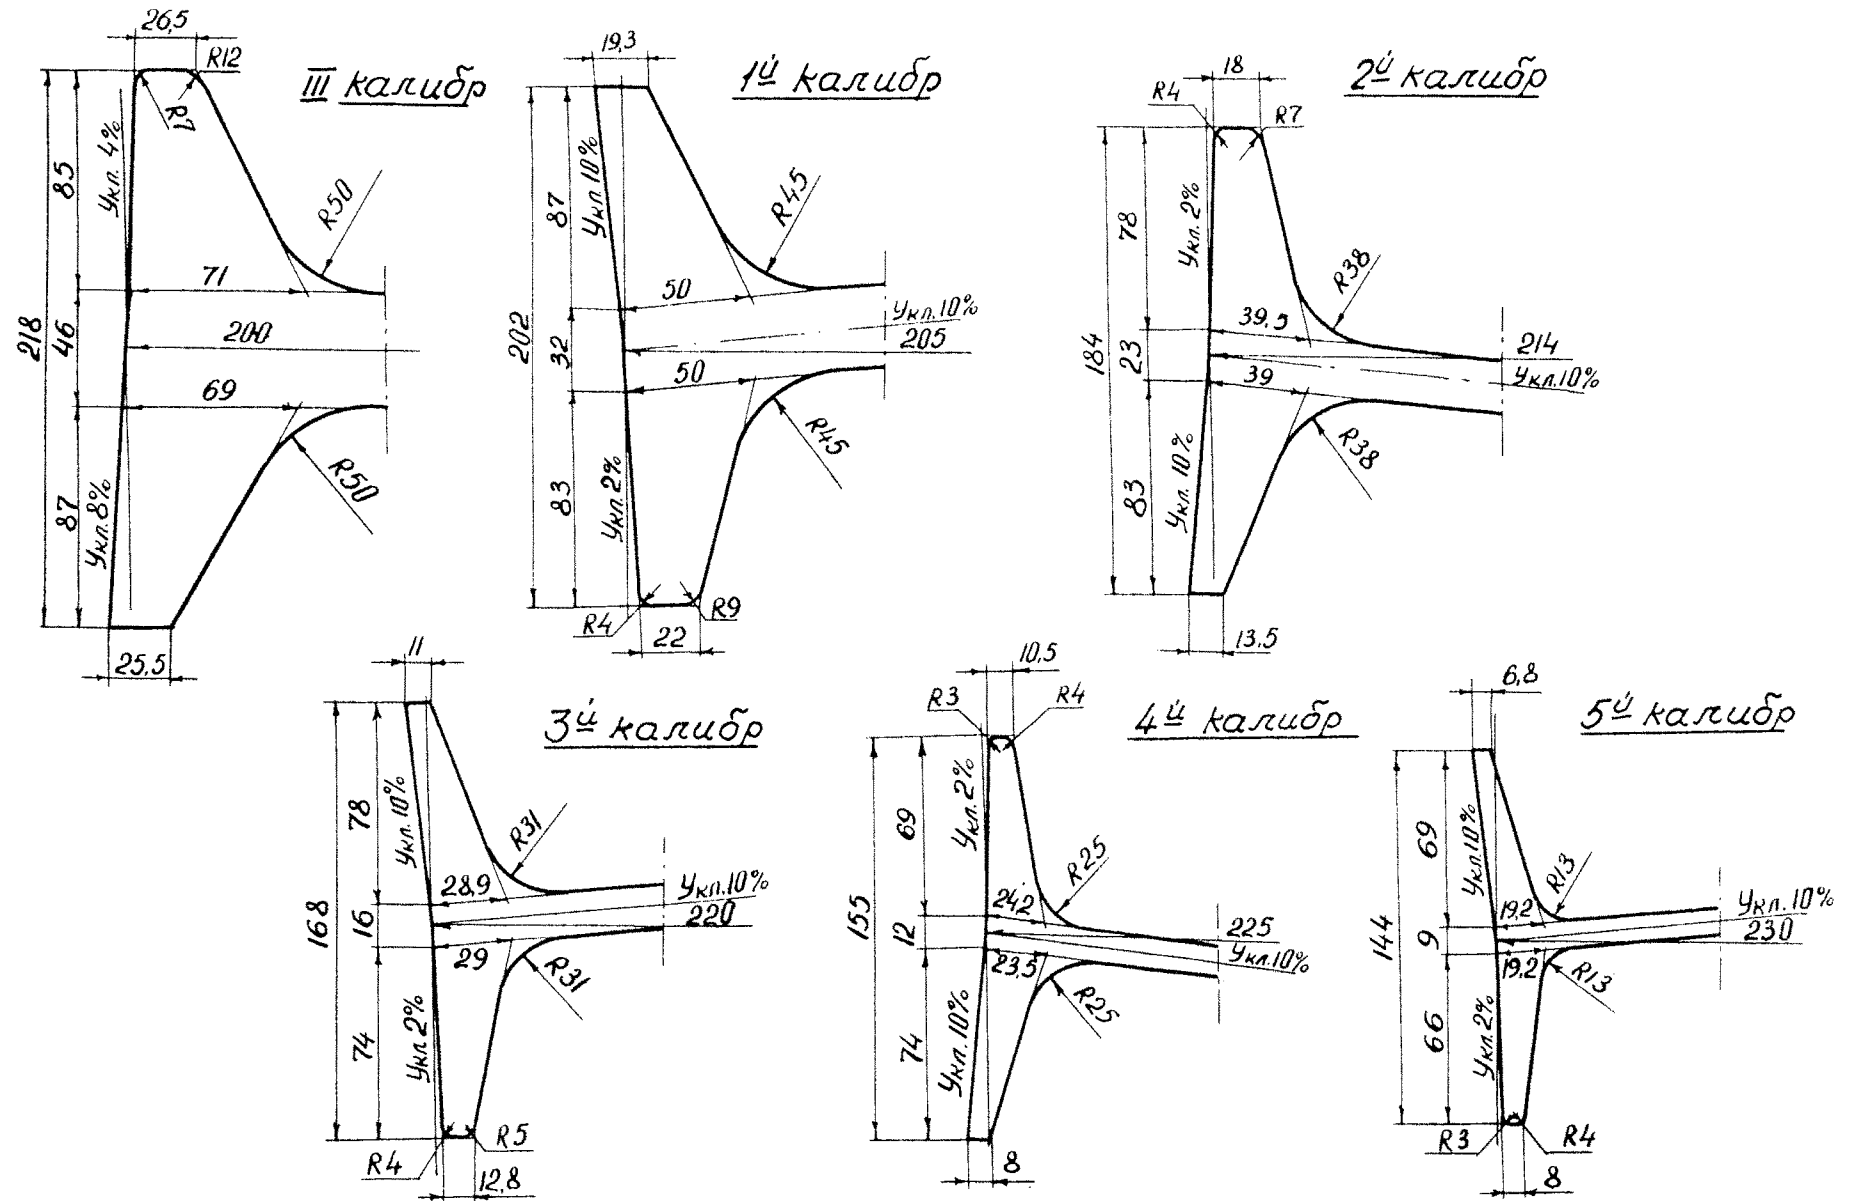 III калибр
26,5
R12
R7
Укл. 4%
85
R50
71
218
46
200
69
87
Укл. 8%
R50
25,5
1й калибр
19,3
Укл. 10%
87
R45
50
Укл. 10%
205
202
32
50
R45
83
Укл. 2%
R4
R9
22
2й калибр
18
R4
R7
Укл. 2%
78
R38
39,5
214
Укл. 10%
184
23
39
R38
83
Укл. 10%
13.5
3й калибр
11
78
Укл. 10%
R31
28,9
Укл. 10%
220
168
16
29
R31
74
Укл. 2%
R4
R5
12,8
4й калибр
10,5
R3
R4
Укл. 2%
69
R25
24,2
225
Укл. 10%
155
12
23,5
R25
74
Укл. 10%
8
5й калибр
6,8
69
Укл. 10%
R13
19,2
Укл. 10%
230
144
9
19,2
R13
66
Укл. 2%
R3
R4
8